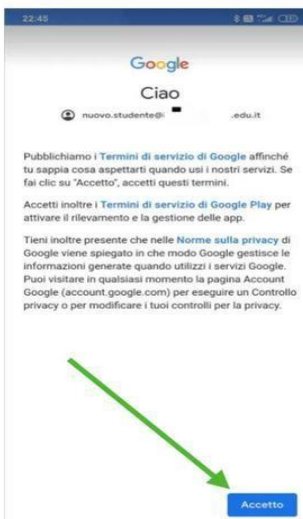 22:45
Google
Ciao
nuovo.studente@ .edu.it
Pubblichiamo i Termini di servizio di Google affinché
tu sappia cosa aspettarti quando usi i nostri servizi. Se
fai clic su "Accetto", accetti questi termini.
Accetti inoltre i Termini di servizio di Google Play per
attivare il rilevamento e la gestione delle app.
Tieni inoltre presente che nelle Norme sulla privacy di
Google viene spiegato in che modo Google gestisce le
informazioni generate quando utilizzi i servizi Google.
Puoi visitare in qualsiasi momento la pagina Account
Google (account.google.com) per eseguire un Controllo
privacy o per modificare i tuoi controlli per la privacy.
Accetto